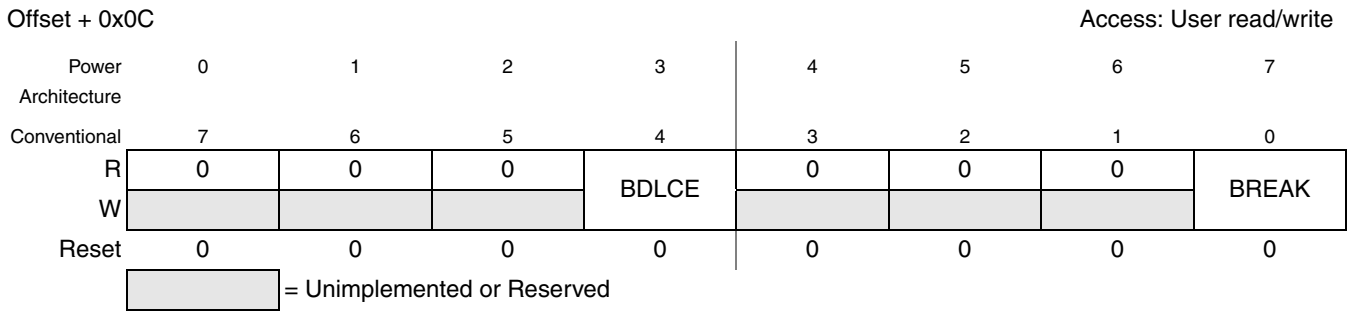 Offset + 0x0C Access: User read/write
Power Architecture 0 1 2 3 4 5 6 7
Conventional 7 6 5 4 3 2 1 0
R 0 0 0 BDLCE 0 0 0 BREAK
W
Reset 0 0 0 0 0 0 0 0
= Unimplemented or Reserved